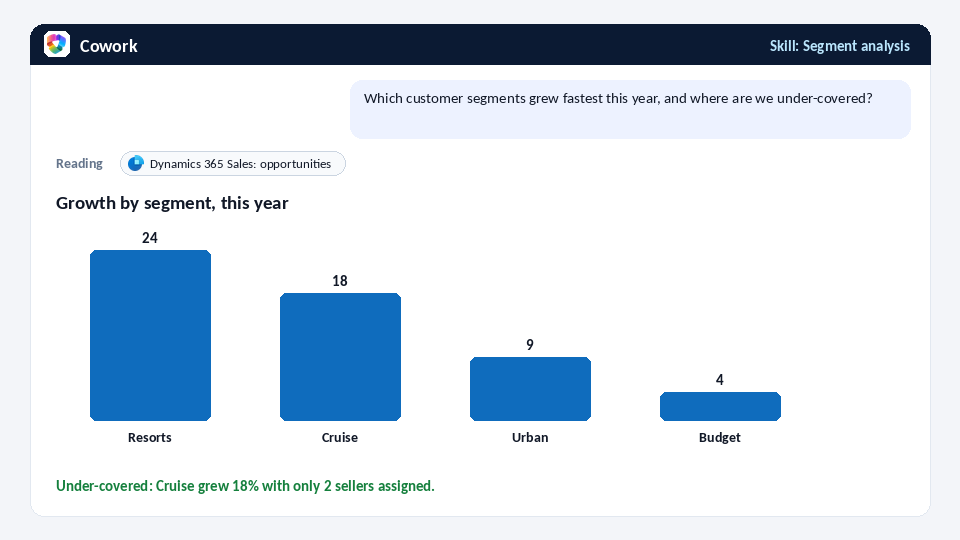 Cowork
Skill: Segment analysis
Which customer segments grew fastest this year, and where are we under-covered?
Reading
Dynamics 365 Sales: opportunities
Growth by segment, this year
24
18
9
4
Resorts
Cruise
Urban
Budget
Under-covered: Cruise grew 18% with only 2 sellers assigned.